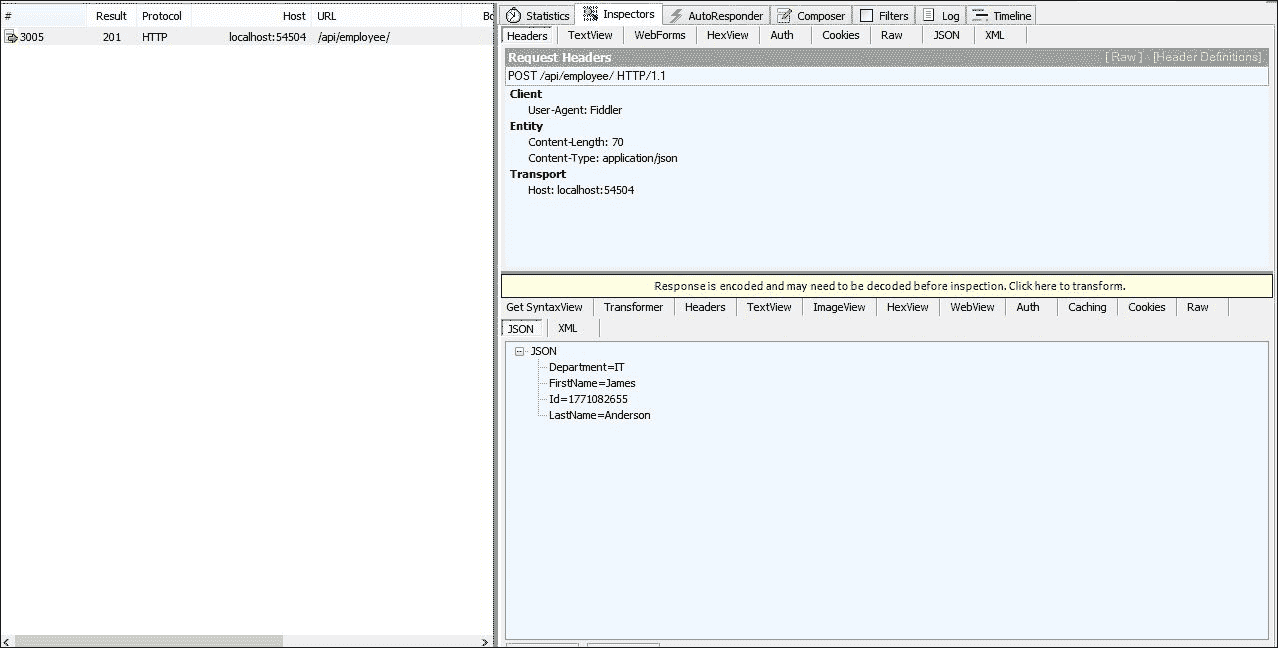 # Result Protocol Host URL Bo
3005 201 HTTP localhost:54504 /api/employee/
Statistics Inspectors AutoResponder Composer Filters Log Timeline
Headers TextView WebForms HexView Auth Cookies Raw JSON XML
Request Headers [ Raw ] [Header Definitions]
POST /api/employee/ HTTP/1.1
Client
User-Agent: Fiddler
Entity
Content-Length: 70
Content-Type: application/json
Transport
Host: localhost:54504
Response is encoded and may need to be decoded before inspection. Click here to transform.
Get SyntaxView Transformer Headers TextView ImageView HexView WebView Auth Caching Cookies Raw
JSON XML
JSON
Department=IT
FirstName=James
Id=1771082655
LastName=Anderson